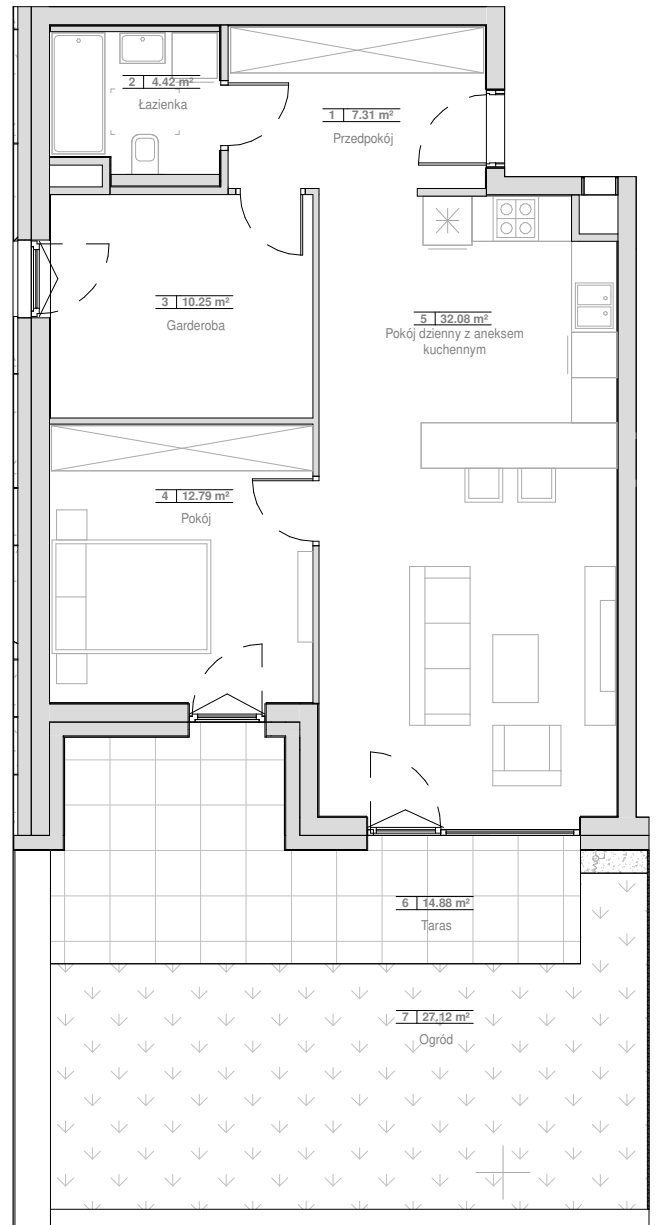 2 4.42 m²
Łazienka
1 7.31 m²
Przedpokój
3 10.25 m²
Garderoba
5 32.08 m²
Pokój dzienny z aneksem
kuchennym
4 12.79 m²
Pokój
6 14.88 m²
Taras
7 27.12 m²
Ogród